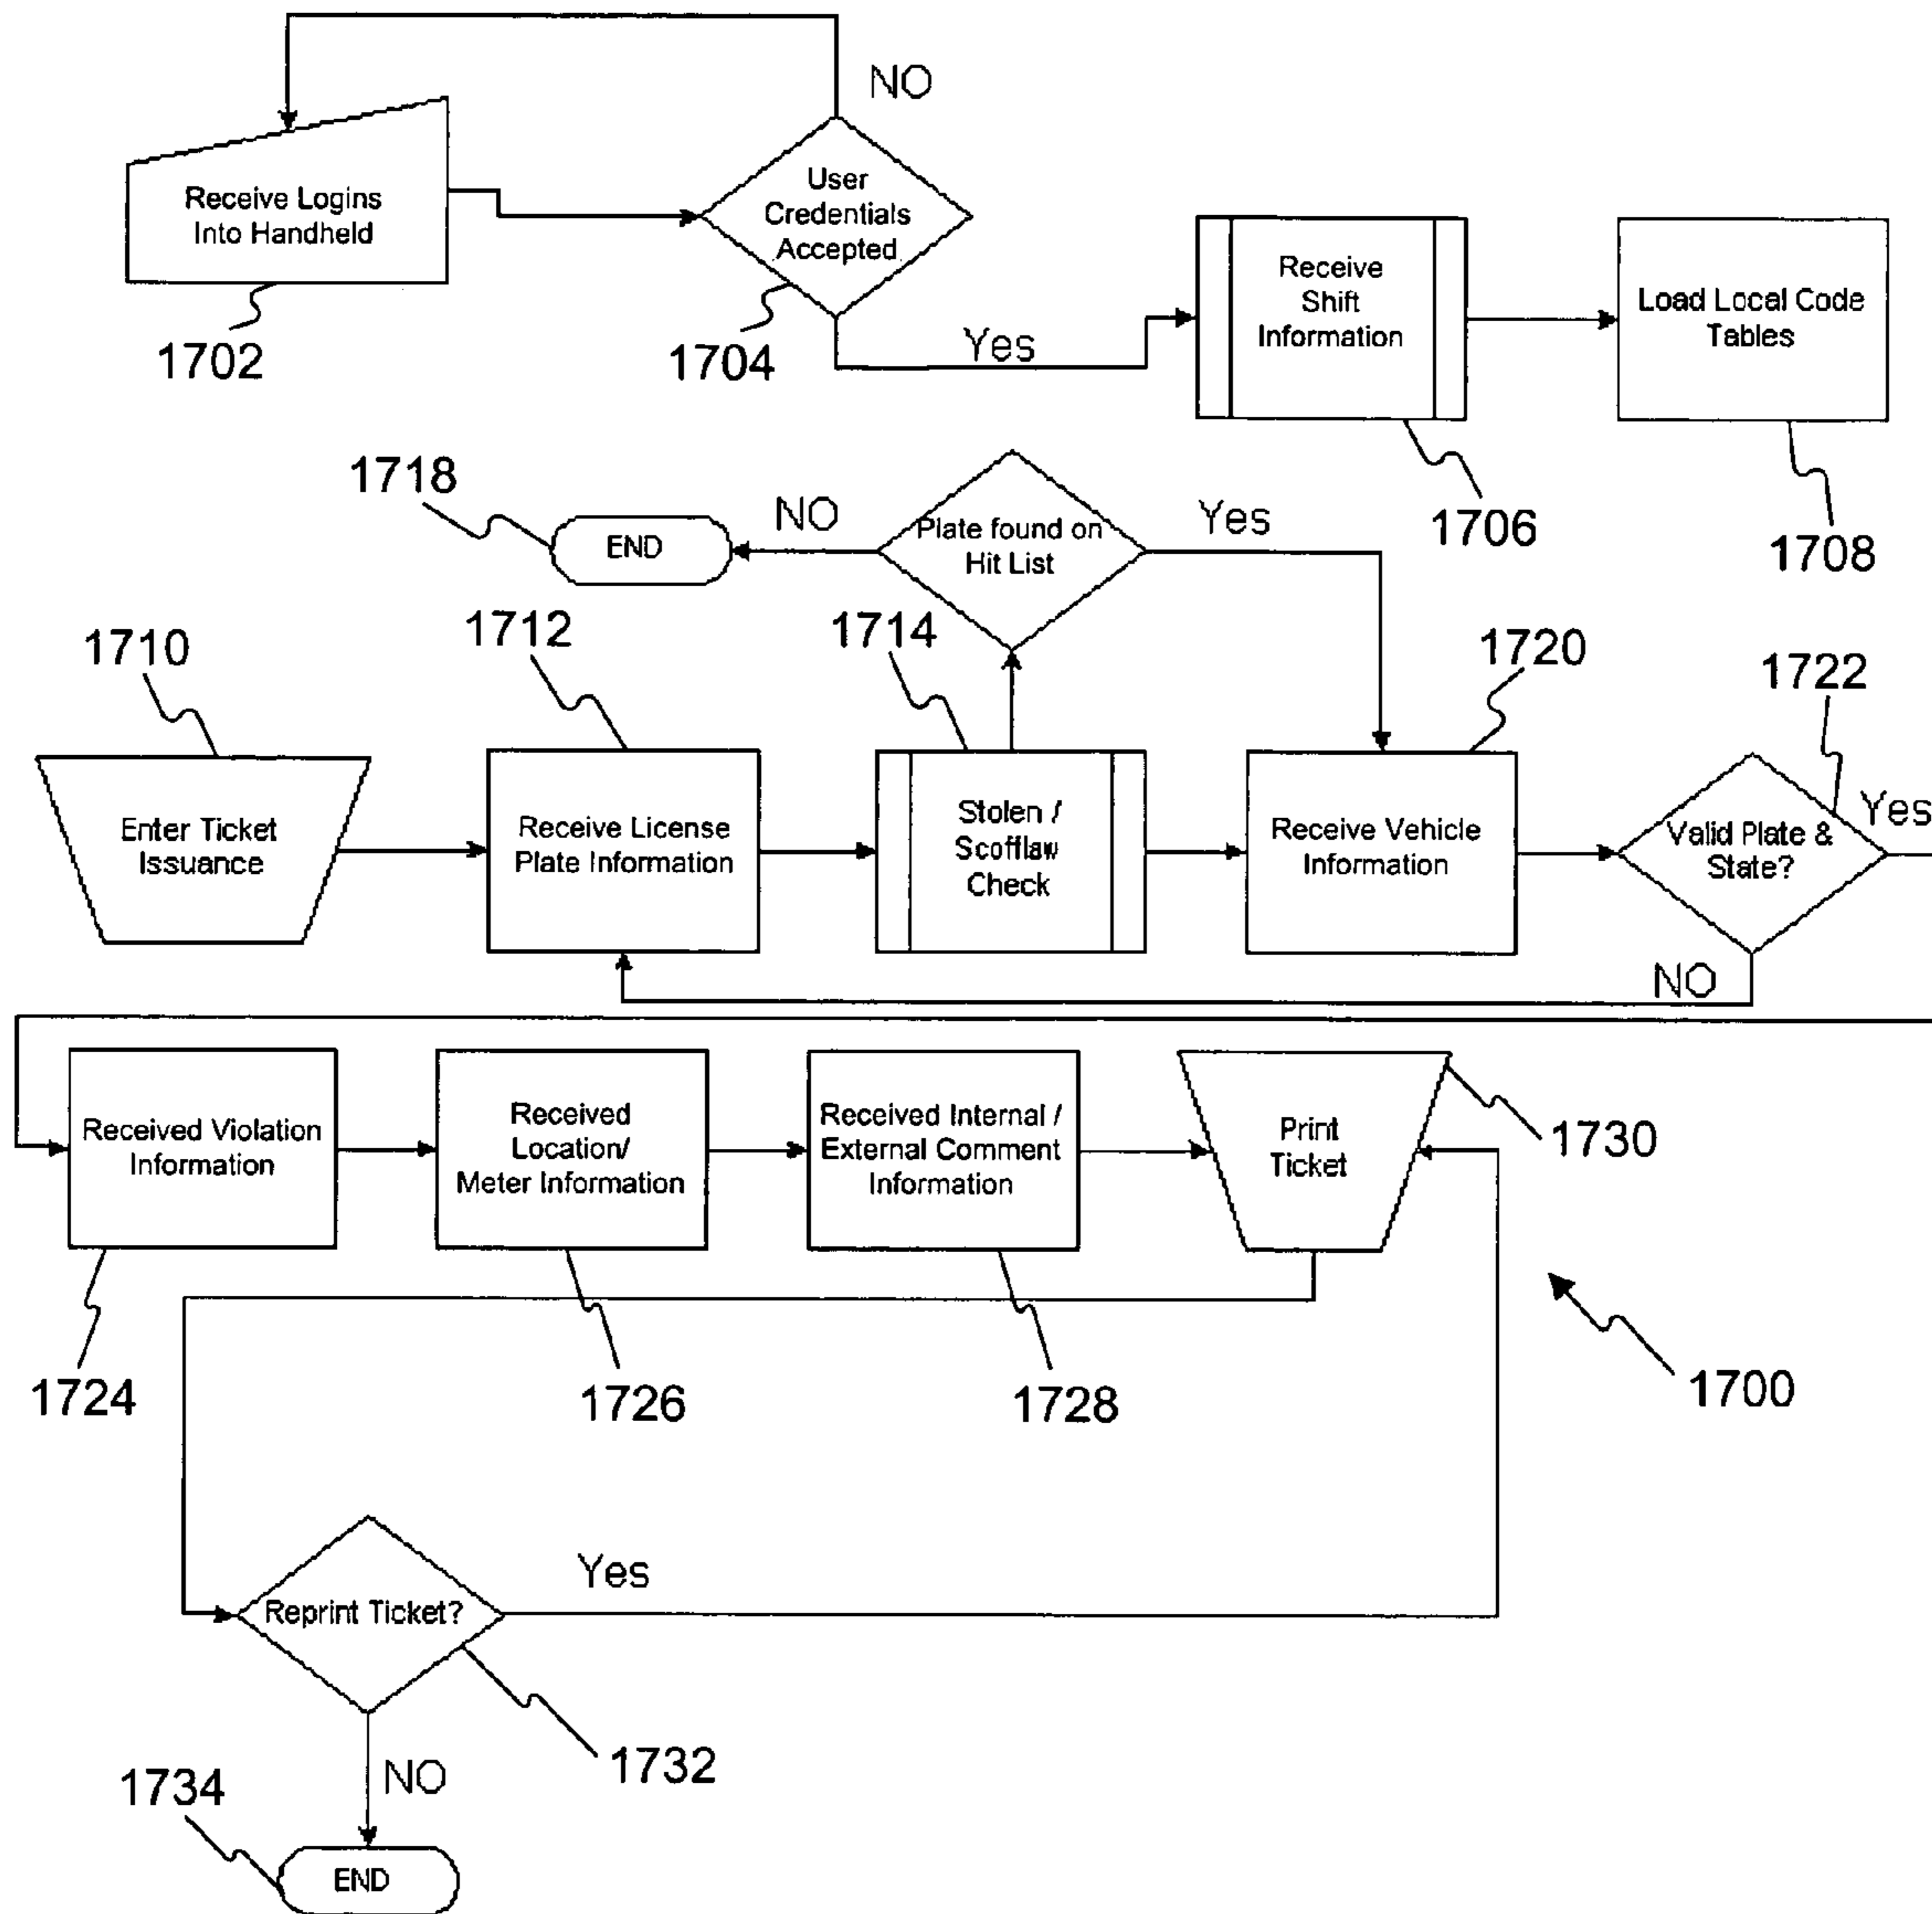 NO
Receive Logins
Into Handheld
User
Credentials
Accepted
1702
1704
Yes
Receive
Shift
Information
Load Local Code
Tables
1706
1708
1718
END
NO
Plate found on
Hit List
Yes
1710
1712
1714
1720
1722
Enter Ticket
Issuance
Receive License
Plate Information
Stolen /
Scofflaw
Check
Receive Vehicle
Information
Valid Plate &
State?
Yes
NO
Received Violation
Information
Received
Location/
Meter Information
Received Internal /
External Comment
Information
Print
Ticket
1730
1724
1726
1728
1700
Reprint Ticket?
Yes
1732
NO
1734
END